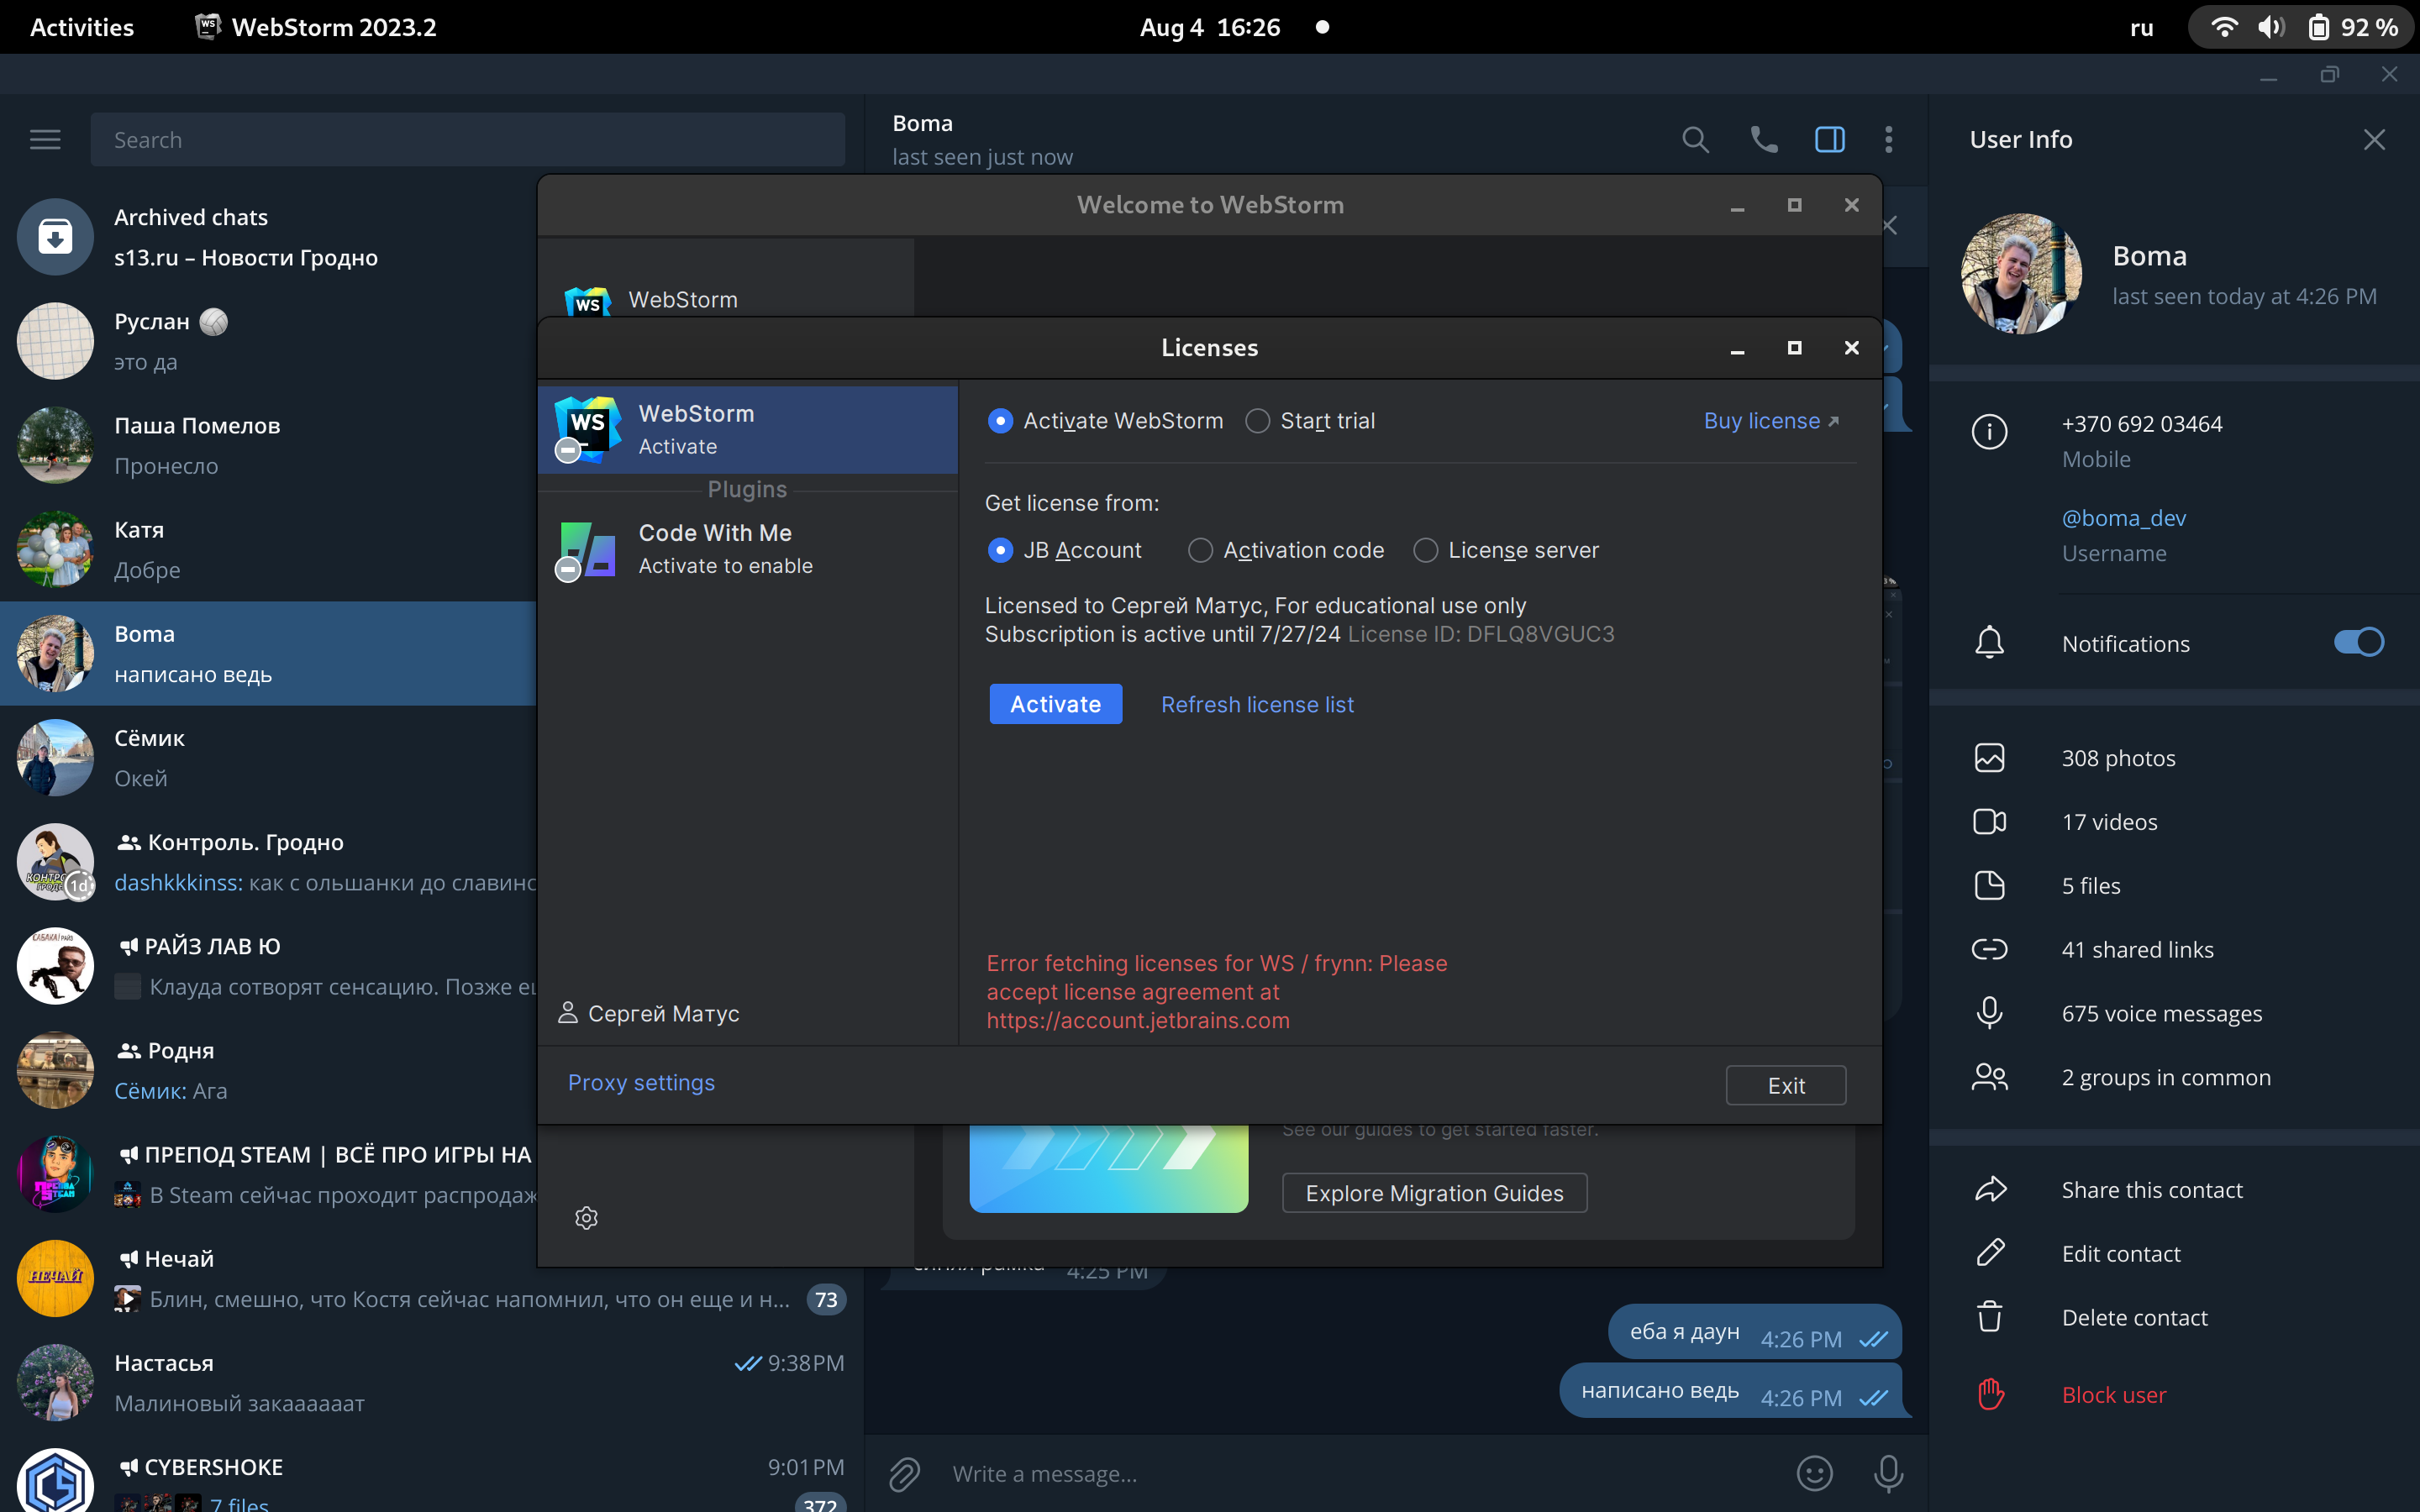 Activities
WebStorm 2023.2
Aug 4 16:26
ru
92 %
Search
Archived chats
s13.ru – Новости Гродно
Руслан
это да
Паша Помелов
Пронесло
Катя
Добре
Boma
написано ведь
Сёмик
Окей
Контроль. Гродно
1d
dashkkkinss: как с ольшанки до славинс
РАЙЗ ЛАВ Ю
Клауда сотворят сенсацию. Позже
Родня
Сёмик: Ага
ПРЕПОД STEAM | ВСЁ ПРО ИГРЫ НА
В Steam сейчас проходит распродаж
Нечай
НЕЧАЙ
Блин, смешно, что Костя сейчас напомнил, что он еще и н...
73
Настасья
9:38PM
Малиновый закаааааат
CYBERSHOKE
9:01PM
7 files
372
Boma
last seen just now
Welcome to WebStorm
WS
WebStorm
Licenses
WS
WebStorm
Activate
Plugins
Code With Me
Activate to enable
Сергей Матус
Proxy settings
Activate WebStorm
Start trial
Buy license
Get license from:
JB Account
Activation code
License server
Licensed to Сергей Матус, For educational use only
Subscription is active until 7/27/24 License ID: DFLQ8VGUC3
Activate
Refresh license list
Error fetching licenses for WS / frynn: Please
accept license agreement at
https://account.jetbrains.com
Exit
See our guides to get started faster.
Explore Migration Guides
синяя рамка
4:25 PM
еба я даун
4:26 PM
написано ведь
4:26 PM
Write a message...
User Info
Boma
last seen today at 4:26 PM
+370 692 03464
Mobile
@boma_dev
Username
Notifications
308 photos
17 videos
5 files
41 shared links
675 voice messages
2 groups in common
Share this contact
Edit contact
Delete contact
Block user